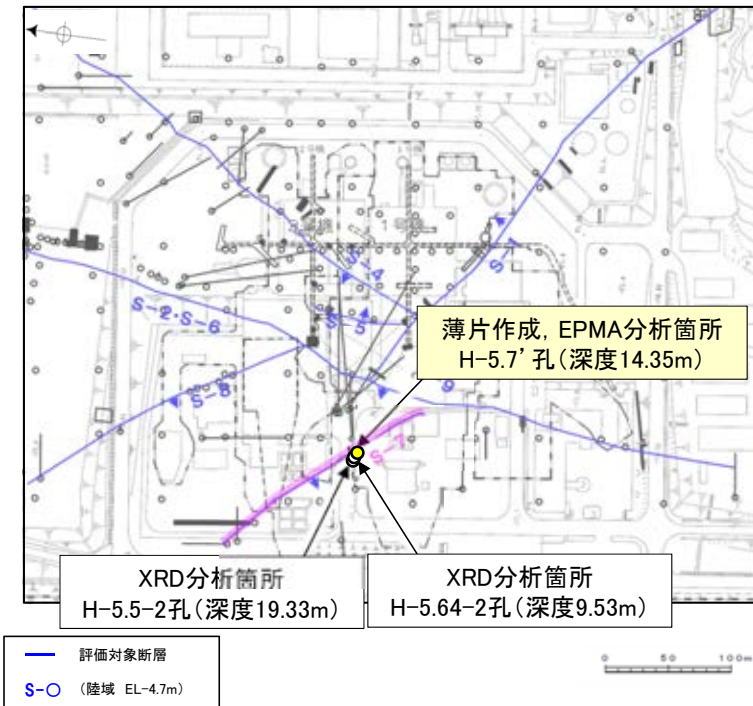 S-4
S-1
S-5
S-2・S-6
薄片作成, EPMA分析箇所
H-5.7’孔(深度14.35m)
S-8
9
S-7
XRD分析箇所
H-5.5-2孔(深度19.33m)
XRD分析箇所
H-5.64-2孔(深度9.53m)
評価対象断層
S-○ (陸域 EL-4.7m)
0 50 100m